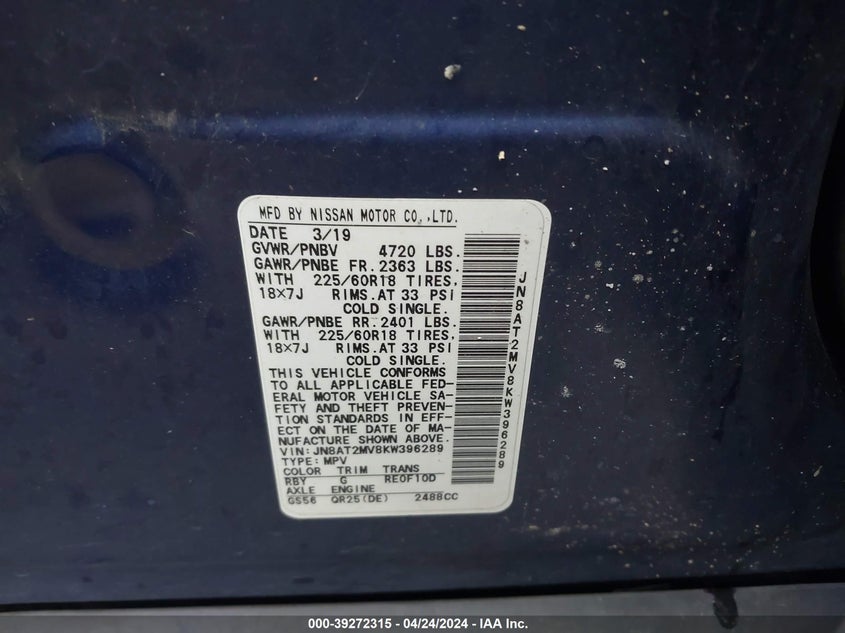 MFD BY NISSAN MOTOR CO.,LTD.
DATE 3/19
GVWR/PNBV 4720 LBS.
GAWR/PNBE FR.2363 LBS.
WITH 225/60R18 TIRES,
18×7J RIMS.AT 33 PSI
COLD SINGLE.
GAWR/PNBE RR.2401 LBS.
WITH 225/60R18 TIRES,
18×7J RIMS.AT 33 PSI
COLD SINGLE.
THIS VEHICLE CONFORMS
TO ALL APPLICABLE FED-
ERAL MOTOR VEHICLE SA-
FETY AND THEFT PREVEN-
TION STANDARDS IN EFF-
ECT ON THE DATE OF MA-
NUFACTURE SHOWN ABOVE.
VIN:JN8AT2MV8KW396289
TYPE:MPV
COLOR TRIM TRANS
RBY G RE0F10D
AXLE ENGINE
GS56 QR25(DE) 2488CC
JN8AT2MV8KW396289
000-39272315 - 04/24/2024 - IAA Inc.